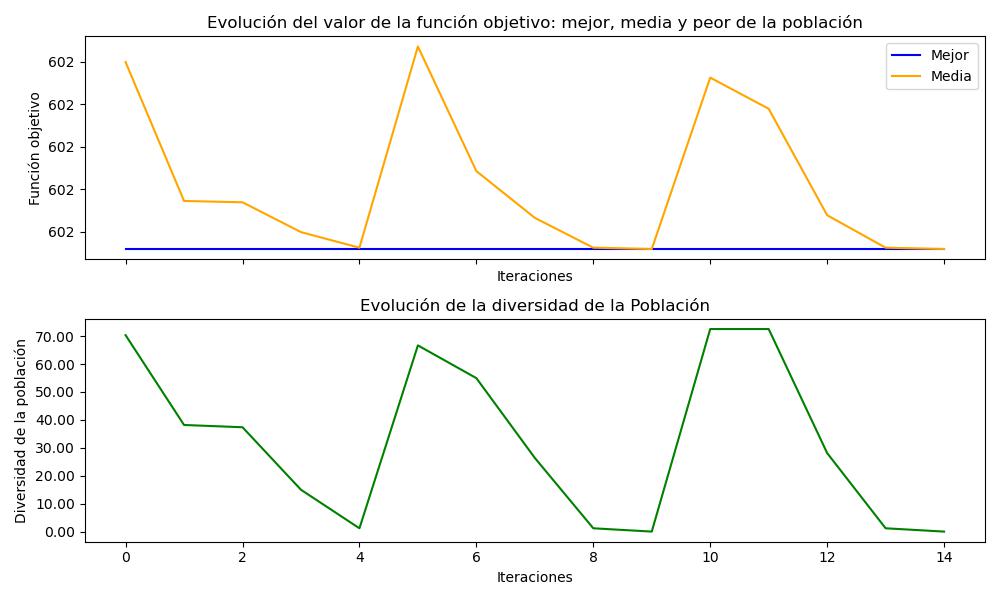 Evolución del valor de la función objetivo: mejor, media y peor de la población
Mejor
Media
602
602
602
602
602
Función objetivo
Iteraciones
Evolución de la diversidad de la Población
70.00
60.00
50.00
40.00
30.00
20.00
10.00
0.00
Diversidad de la población
0 2 4 6 8 10 12 14
Iteraciones